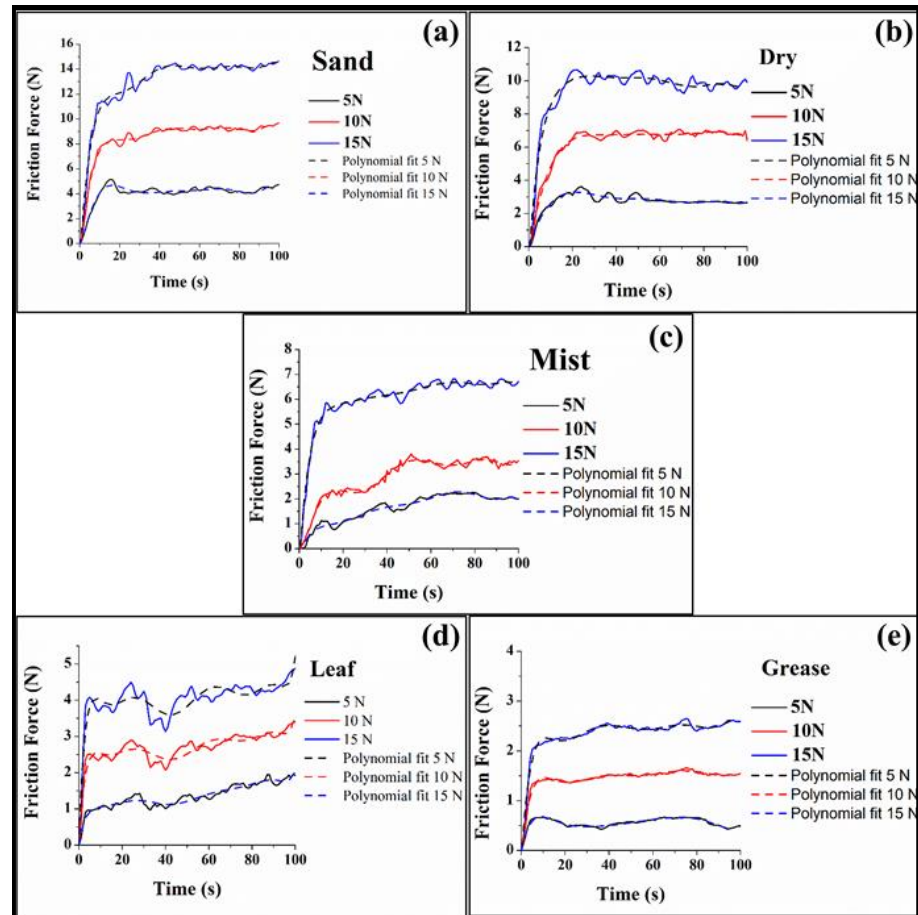 (a)
Sand
5N
10N
15N
Polynomial fit 5 N
Polynomial fit 10 N
Polynomial fit 15 N
Friction Force (N)
16
14
12
10
8
6
4
2
0
0 20 40 60 80 100
Time (s)
(b)
Dry
5N
10N
15N
Polynomial fit 5 N
Polynomial fit 10 N
Polynomial fit 15 N
Friction Force (N)
12
10
8
6
4
2
0
0 20 40 60 80 100
Time (s)
(c)
Mist
5N
10N
15N
Polynomial fit 5 N
Polynomial fit 10 N
Polynomial fit 15 N
Friction Force (N)
8
7
6
5
4
3
2
1
0
0 20 40 60 80 100
Time (s)
(d)
Leaf
5 N
10 N
15 N
Polynomial fit 5 N
Polynomial fit 10 N
Polynomial fit 15 N
Friction Force (N)
5
4
3
2
1
0
0 20 40 60 80 100
Time (s)
(e)
Grease
5N
10N
15N
Polynomial fit 5 N
Polynomial fit 10 N
Polynomial fit 15 N
Friction Force (N)
4
3
2
1
0
0 20 40 60 80 100
Time (s)